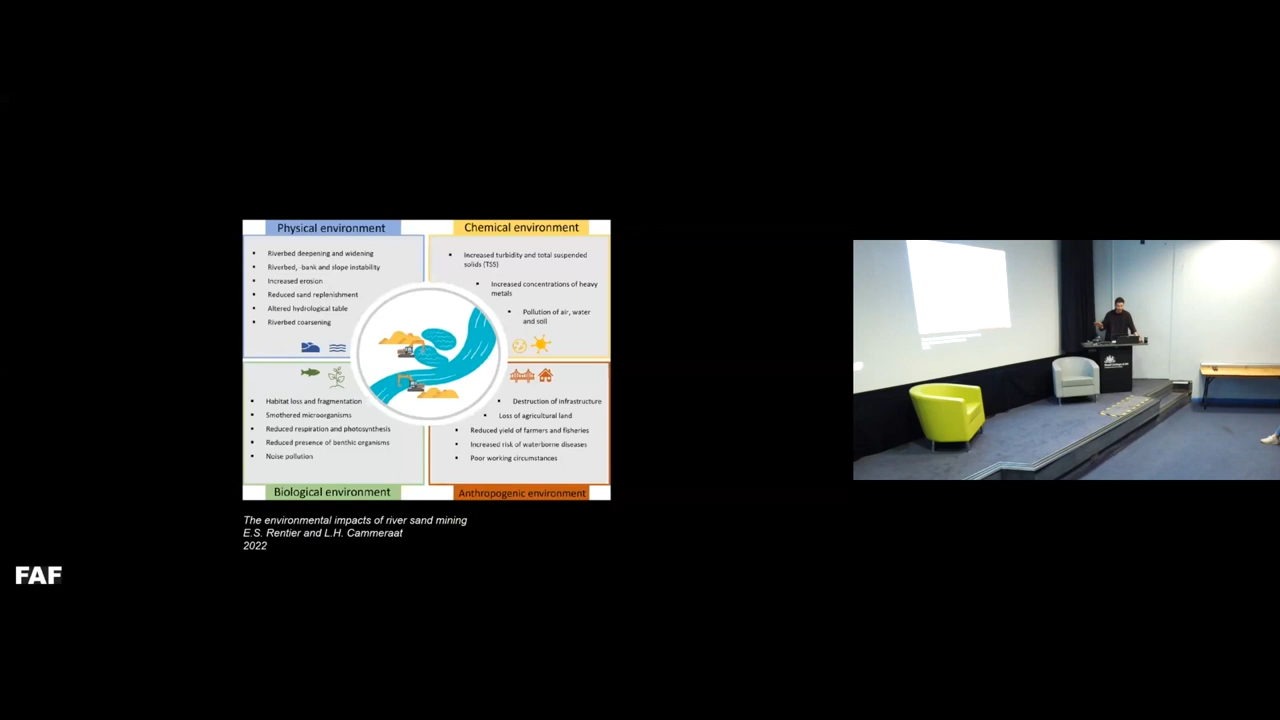 Physical environment
Riverbed deepening and widening
Riverbed, -bank and slope instability
Increased erosion
Reduced sand replenishment
Altered hydrological table
Riverbed coarsening
Chemical environment
Increased turbidity and total suspended
solids (TSS)
Increased concentrations of heavy
metals
Pollution of air, water
and soil
Habitat loss and fragmentation
Smothered microorganisms
Reduced respiration and photosynthesis
Reduced presence of benthic organisms
Noise pollution
Biological environment
Destruction of infrastructure
Loss of agricultural land
Reduced yield of farmers and fisheries
Increased risk of waterborne diseases
Poor working circumstances
Anthropogenic environment
The environmental impacts of river sand mining
E.S. Rentier and L.H. Cammeraat
2022
FAF